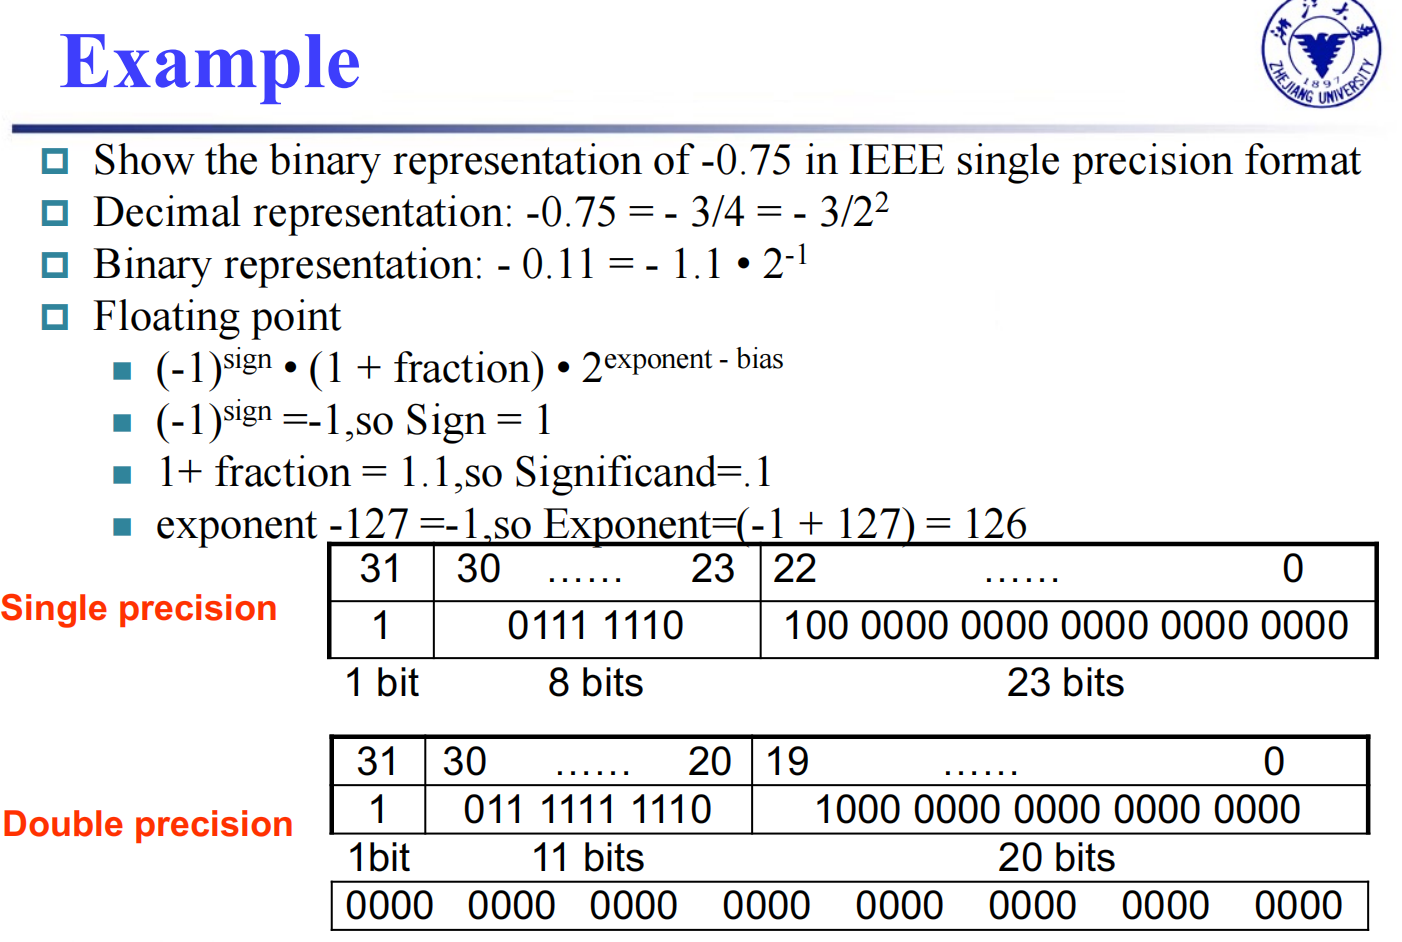 Example
浙江大学
ZHEJIANG UNIVERSITY
1897
Show the binary representation of -0.75 in IEEE single precision format
Decimal representation: -0.75 = - 3/4 = - 3/2²
Binary representation: - 0.11 = - 1.1 • 2⁻¹
Floating point
(-1)^sign • (1 + fraction) • 2^exponent - bias
(-1)^sign =-1,so Sign = 1
1+ fraction = 1.1,so Significand=.1
exponent -127 =-1,so Exponent=(-1 + 127) = 126
31 30 ...... 23 22 ...... 0
Single precision
1 0111 1110 100 0000 0000 0000 0000 0000
1 bit 8 bits 23 bits
31 30 ...... 20 19 ...... 0
Double precision
1 011 1111 1110 1000 0000 0000 0000 0000
1bit 11 bits 20 bits
0000 0000 0000 0000 0000 0000 0000 0000